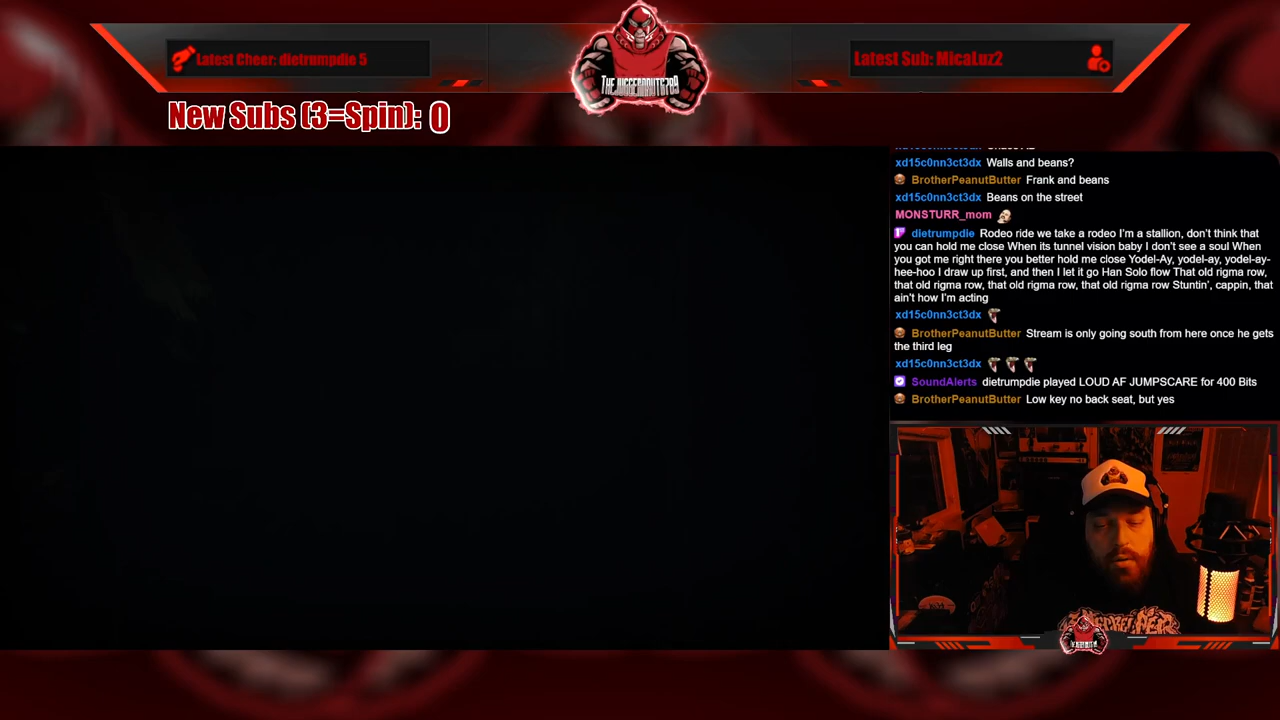 Latest Cheer: dietrumpdie 5
THEJUGGERNAUT6789
Latest Sub: MicaLuz2
New Subs (3=Spin): 0
xd15c0nn3ct3dx Walls and beans?
BrotherPeanutButter Frank and beans
xd15c0nn3ct3dx Beans on the street
MONSTURR_mom
dietrumpdie Rodeo ride we take a rodeo I'm a stallion, don't think that
you can hold me close When its tunnel vision baby I don't see a soul When
you got me right there you better hold me close Yodel-Ay, yodel-ay, yodel-ay-
hee-hoo I draw up first, and then I let it go Han Solo flow That old rigma row,
that old rigma row, that old rigma row, that old rigma row Stuntin', cappin, that
ain't how I'm acting
xd15c0nn3ct3dx
BrotherPeanutButter Stream is only going south from here once he gets
the third leg
xd15c0nn3ct3dx
SoundAlerts dietrumpdie played LOUD AF JUMPSCARE for 400 Bits
BrotherPeanutButter Low key no back seat, but yes